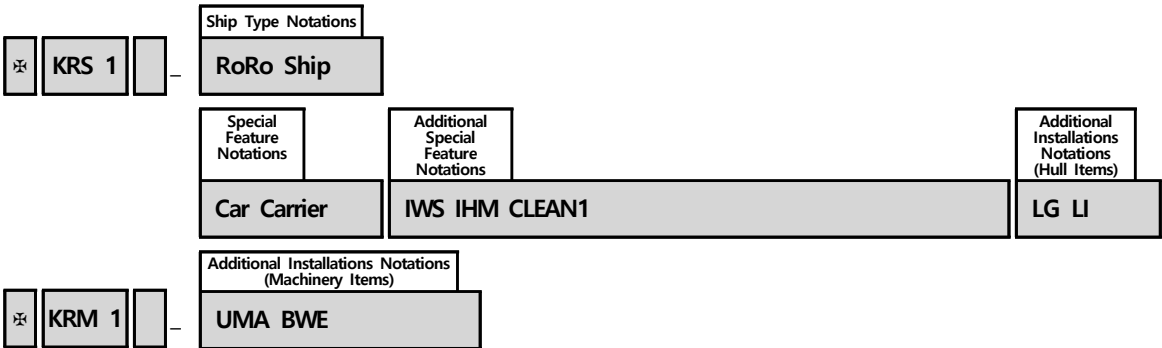 Ship Type Notations
✠ KRS 1 _ RoRo Ship
Special
Feature
Notations
Additional
Special
Feature
Notations
Additional
Installations
Notations
(Hull Items)
Car Carrier IWS IHM CLEAN1 LG LI
Additional Installations Notations
(Machinery Items)
✠ KRM 1 _ UMA BWE